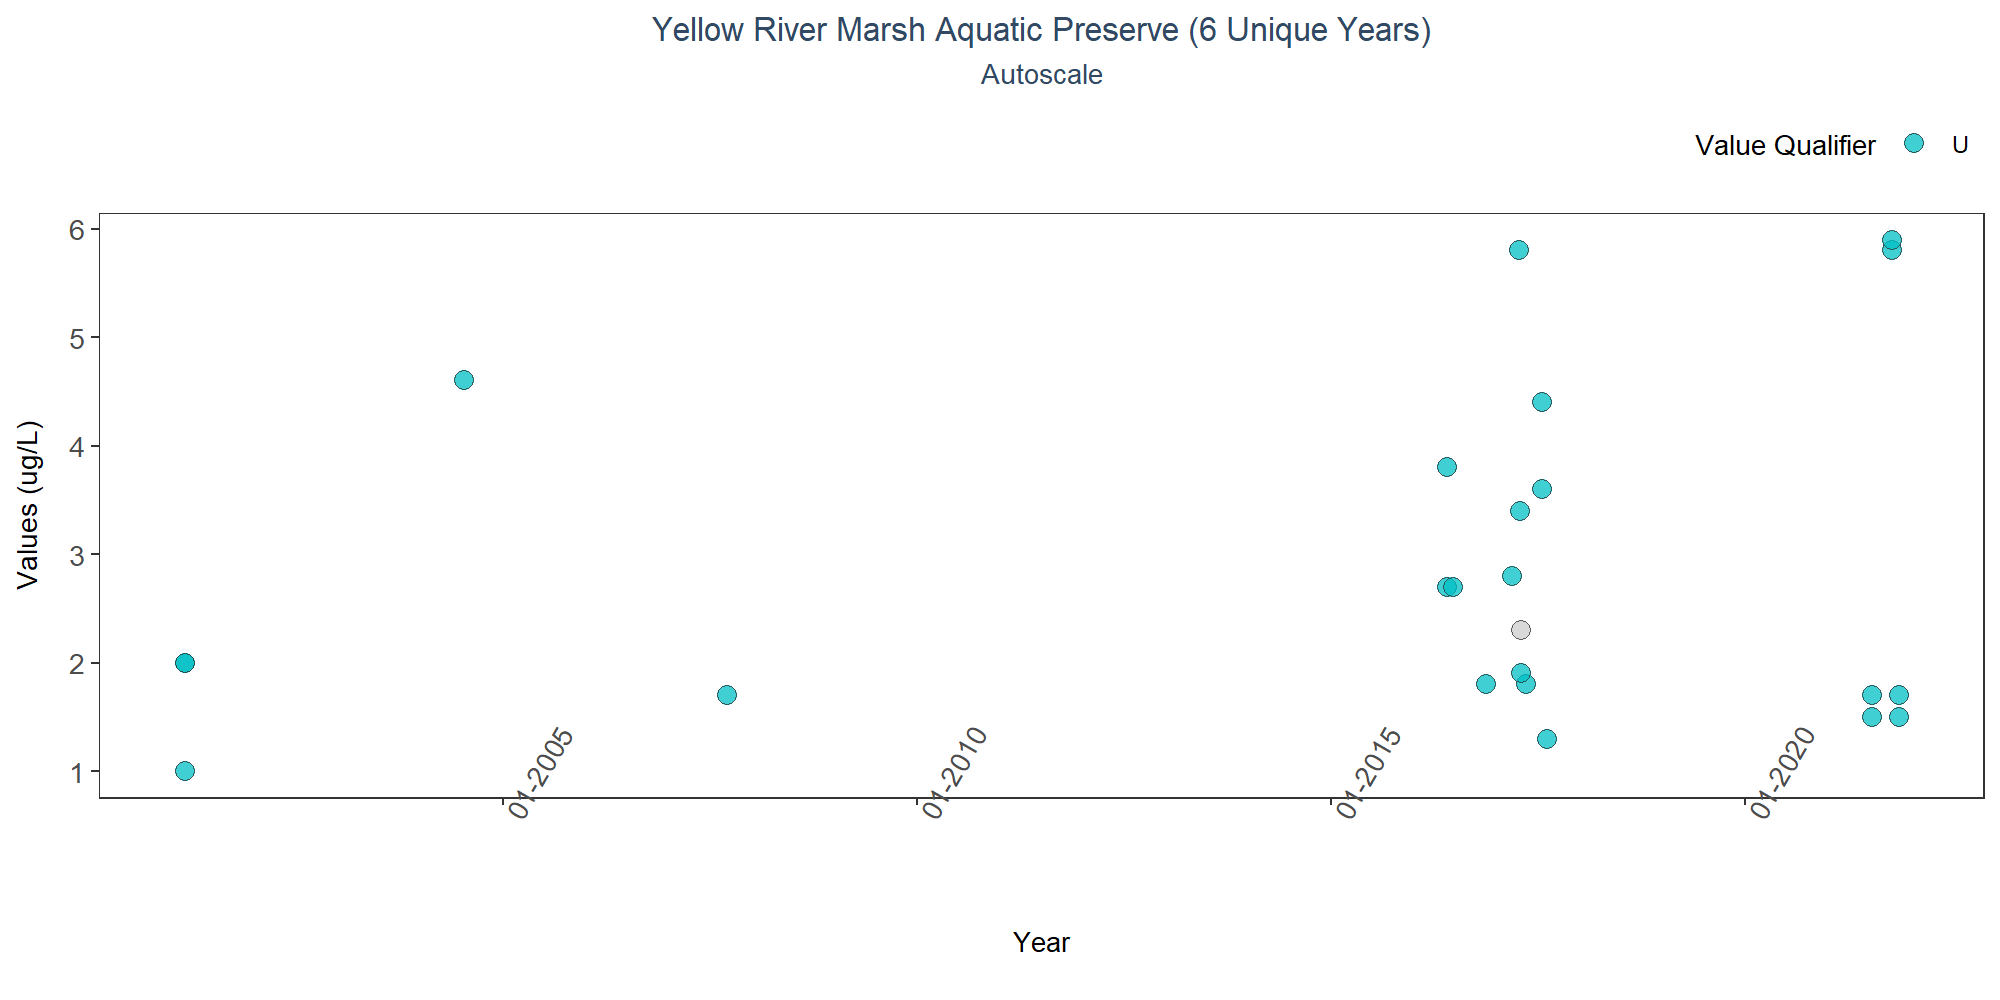 Yellow River Marsh Aquatic Preserve (6 Unique Years)
Autoscale
Value Qualifier U
6
5
4
3
2
1
Values (ug/L)
01-2005 01-2010 01-2015 01-2020
Year